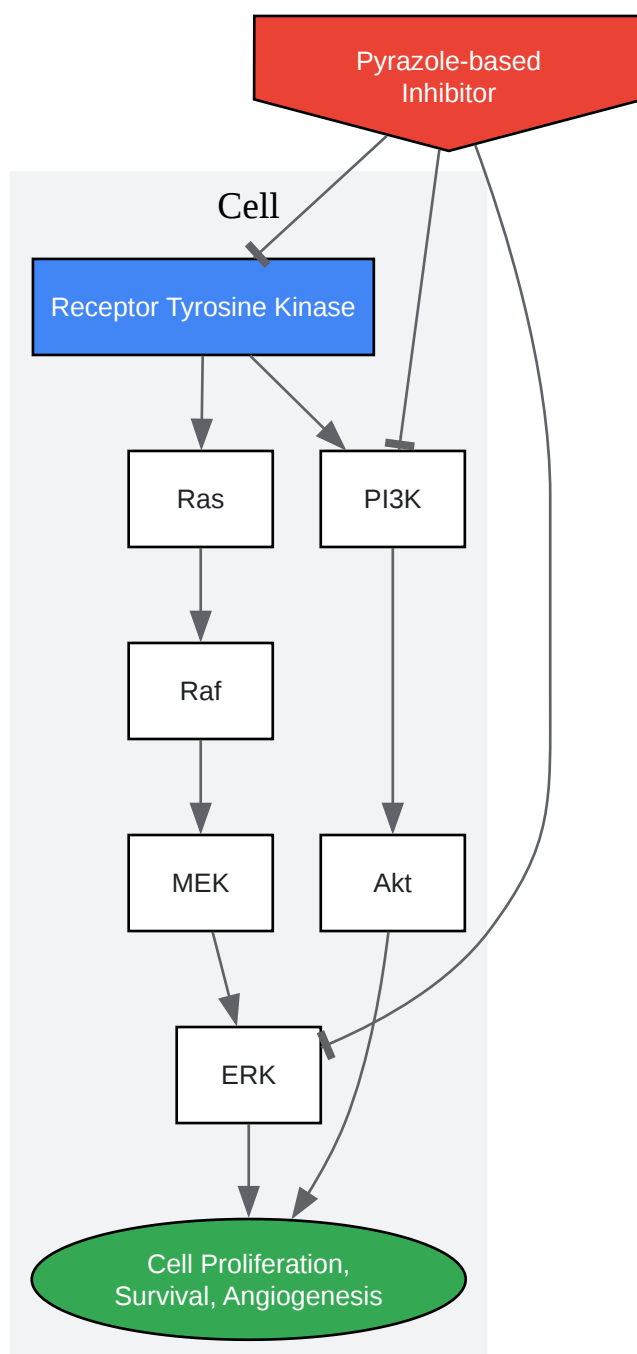 Pyrazole-based
Inhibitor
Cell
Receptor Tyrosine Kinase
Ras
PI3K
Raf
MEK
Akt
ERK
Cell Proliferation,
Survival, Angiogenesis